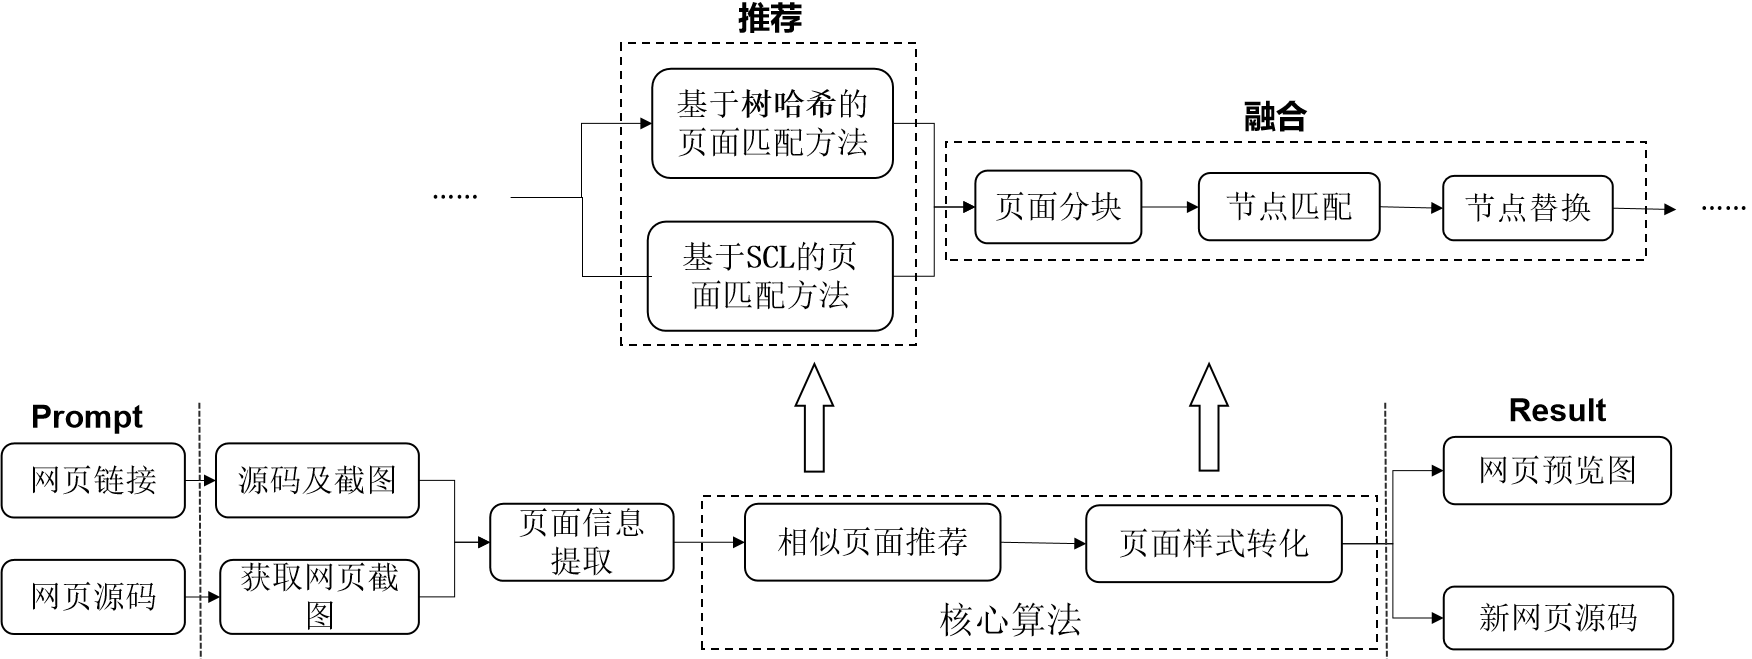 推荐
基于树哈希的
页面匹配方法
融合
……
页面分块
节点匹配
节点替换
……
基于SCL的页
面匹配方法
Prompt
Result
网页链接
源码及截图
网页预览图
页面信息
提取
相似页面推荐
页面样式转化
网页源码
获取网页截
图
核心算法
新网页源码